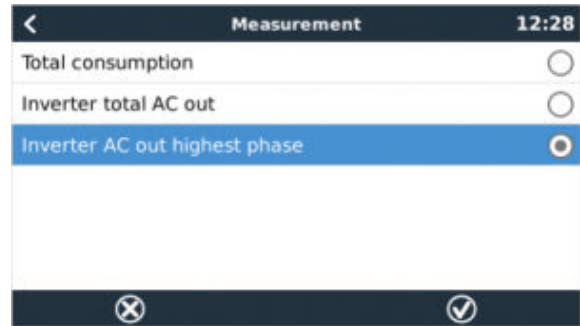 Measurement 12:28
Total consumption
Inverter total AC out
Inverter AC out highest phase